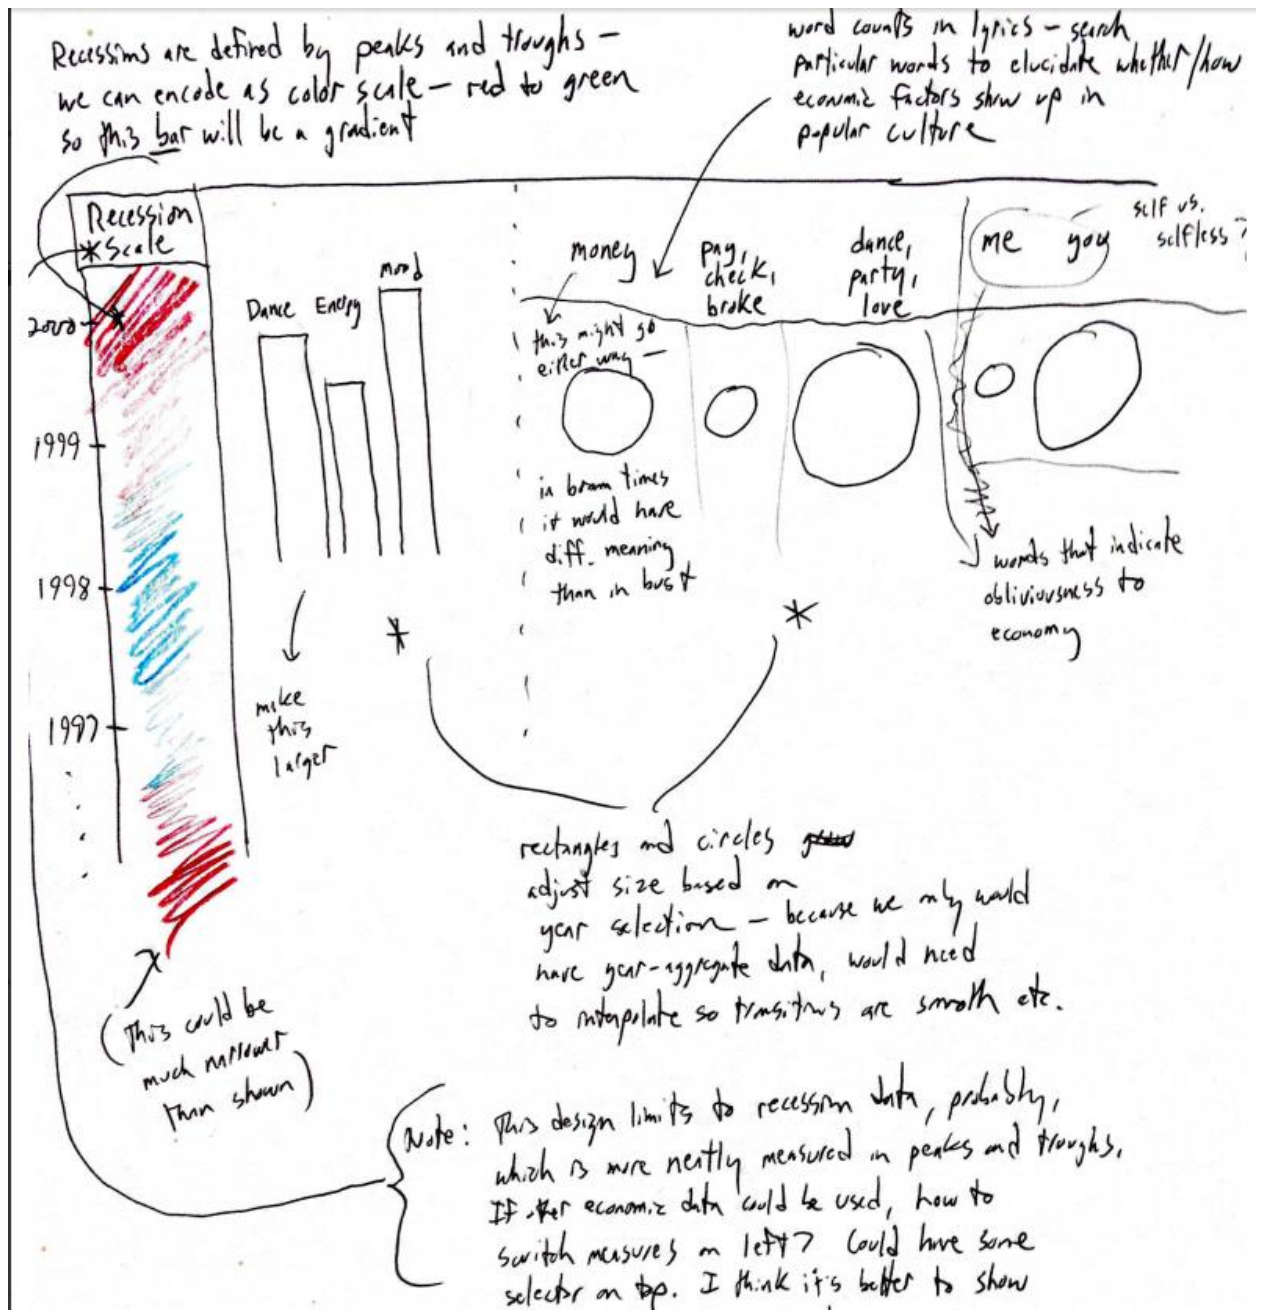 Recessions are defined by peaks and troughs —
we can encode as color scale — red to green
so this bar will be a gradient
word counts in lyrics — search
particular words to elucidate whether/how
economic factors show up in
popular culture
Recession
* Scale
2000
1999
1998
1997
Dance Energy Mood
make
this
larger
money
pay,
check,
broke
dance,
party,
love
me you
self vs.
selfless?
this might go
either way —
in boom times
it would have
diff. meaning
than in bust
words that indicate
obliviousness to
economy
*
*
rectangles and circles
adjust size based on
year selection — because we only would
have year-aggregate data, would need
to interpolate so transitions are smooth etc.
(This could be
much narrower
than shown)
Note: This design limits to recession data, probably,
which is more neatly measured in peaks and troughs.
If other economic data could be used, how to
switch measures on left? Could have some
selector on top. I think it's better to show